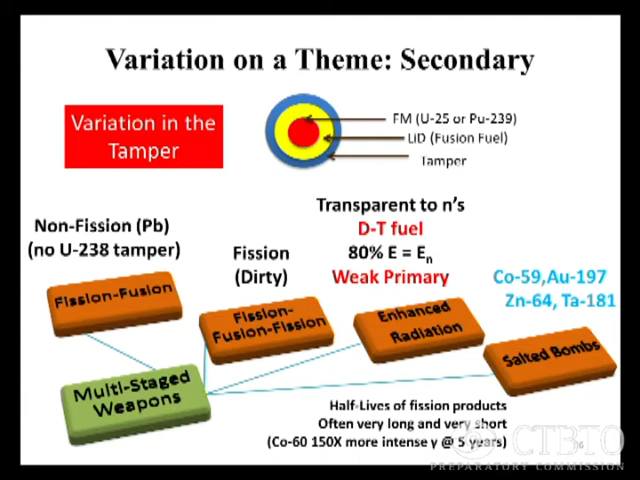 Variation on a Theme: Secondary
Variation in the
Tamper
FM (U-25 or Pu-239)
LiD (Fusion Fuel)
Tamper
Non-Fission (Pb)
(no U-238 tamper)
Fission
(Dirty)
Transparent to n's
D-T fuel
80% E = En
Weak Primary
Co-59,Au-197
Zn-64, Ta-181
Fission-Fusion
Fission-
Fusion-Fission
Enhanced
Radiation
Salted Bombs
Multi-Staged
Weapons
Half-Lives of fission products
Often very long and very short
(Co-60 150X more intense γ @ 5 years)
CTBTO
PREPARATORY COMMISSION